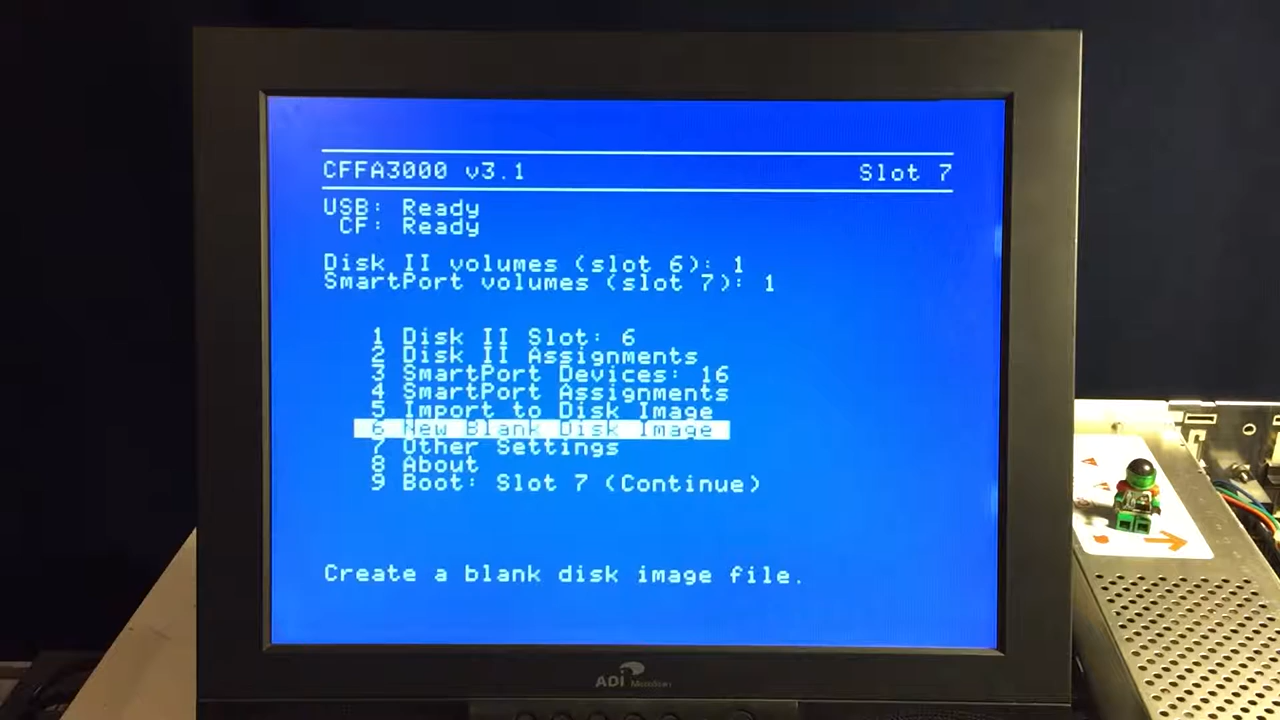 CFFA3000 v3.1 Slot 7
USB: Ready
CF: Ready
Disk II volumes (slot 6): 1
SmartPort volumes (slot 7): 1
1 Disk II Slot: 6
2 Disk II Assignments
3 SmartPort Devices: 16
4 SmartPort Assignments
5 Import to Disk Image
6 New Blank Disk Image
7 Other Settings
8 About
9 Boot: Slot 7 (Continue)
Create a blank disk image file.
ADI